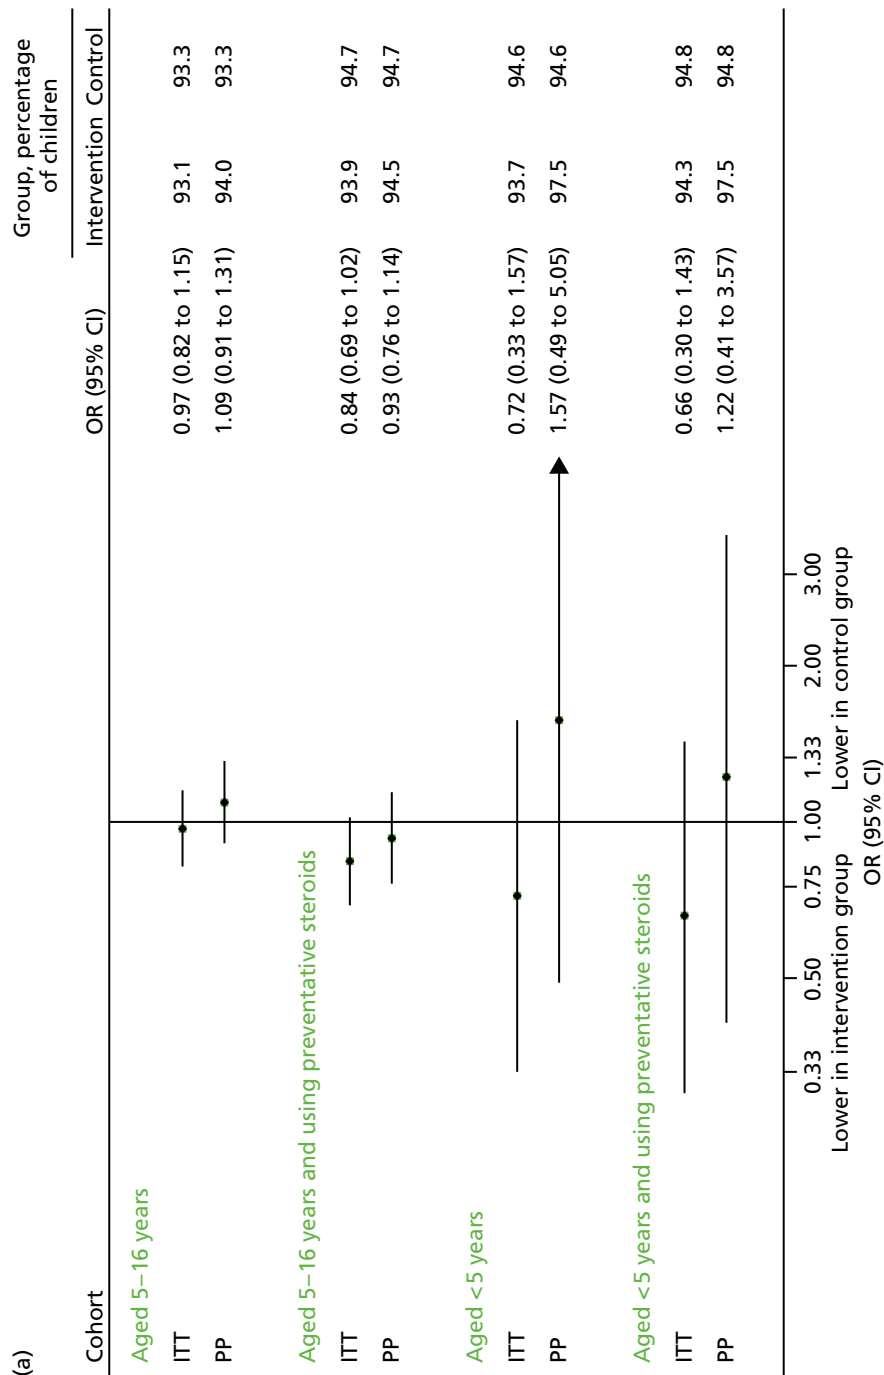 (a)
Group, percentage
of children
Cohort OR (95% CI) Intervention Control
Aged 5–16 years
ITT 0.97 (0.82 to 1.15) 93.1 93.3
PP 1.09 (0.91 to 1.31) 94.0 93.3
Aged 5–16 years and using preventative steroids
ITT 0.84 (0.69 to 1.02) 93.9 94.7
PP 0.93 (0.76 to 1.14) 94.5 94.7
Aged <5 years
ITT 0.72 (0.33 to 1.57) 93.7 94.6
PP 1.57 (0.49 to 5.05) 97.5 94.6
Aged <5 years and using preventative steroids
ITT 0.66 (0.30 to 1.43) 94.3 94.8
PP 1.22 (0.41 to 3.57) 97.5 94.8
0.33 0.50 0.75 1.00 1.33 2.00 3.00
Lower in intervention group Lower in control group
OR (95% CI)